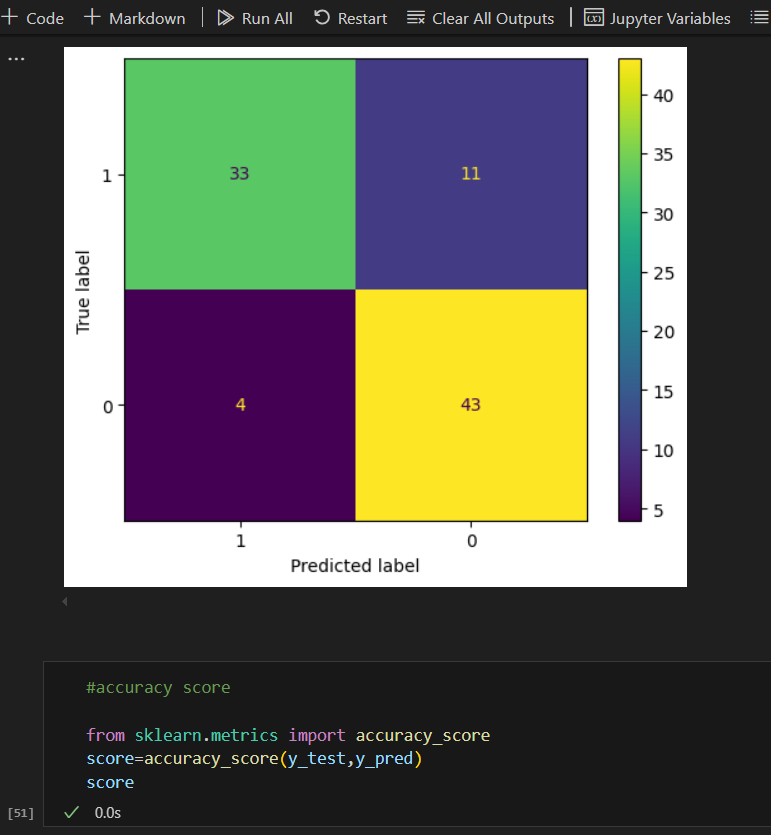 + Code + Markdown | Run All Restart Clear All Outputs | Jupyter Variables
...
40
35
30
25
20
15
10
5
True label
1
33 11
0
4 43
1 0
Predicted label
#accuracy score
from sklearn.metrics import accuracy_score
score=accuracy_score(y_test,y_pred)
score
[51] ✓ 0.0s